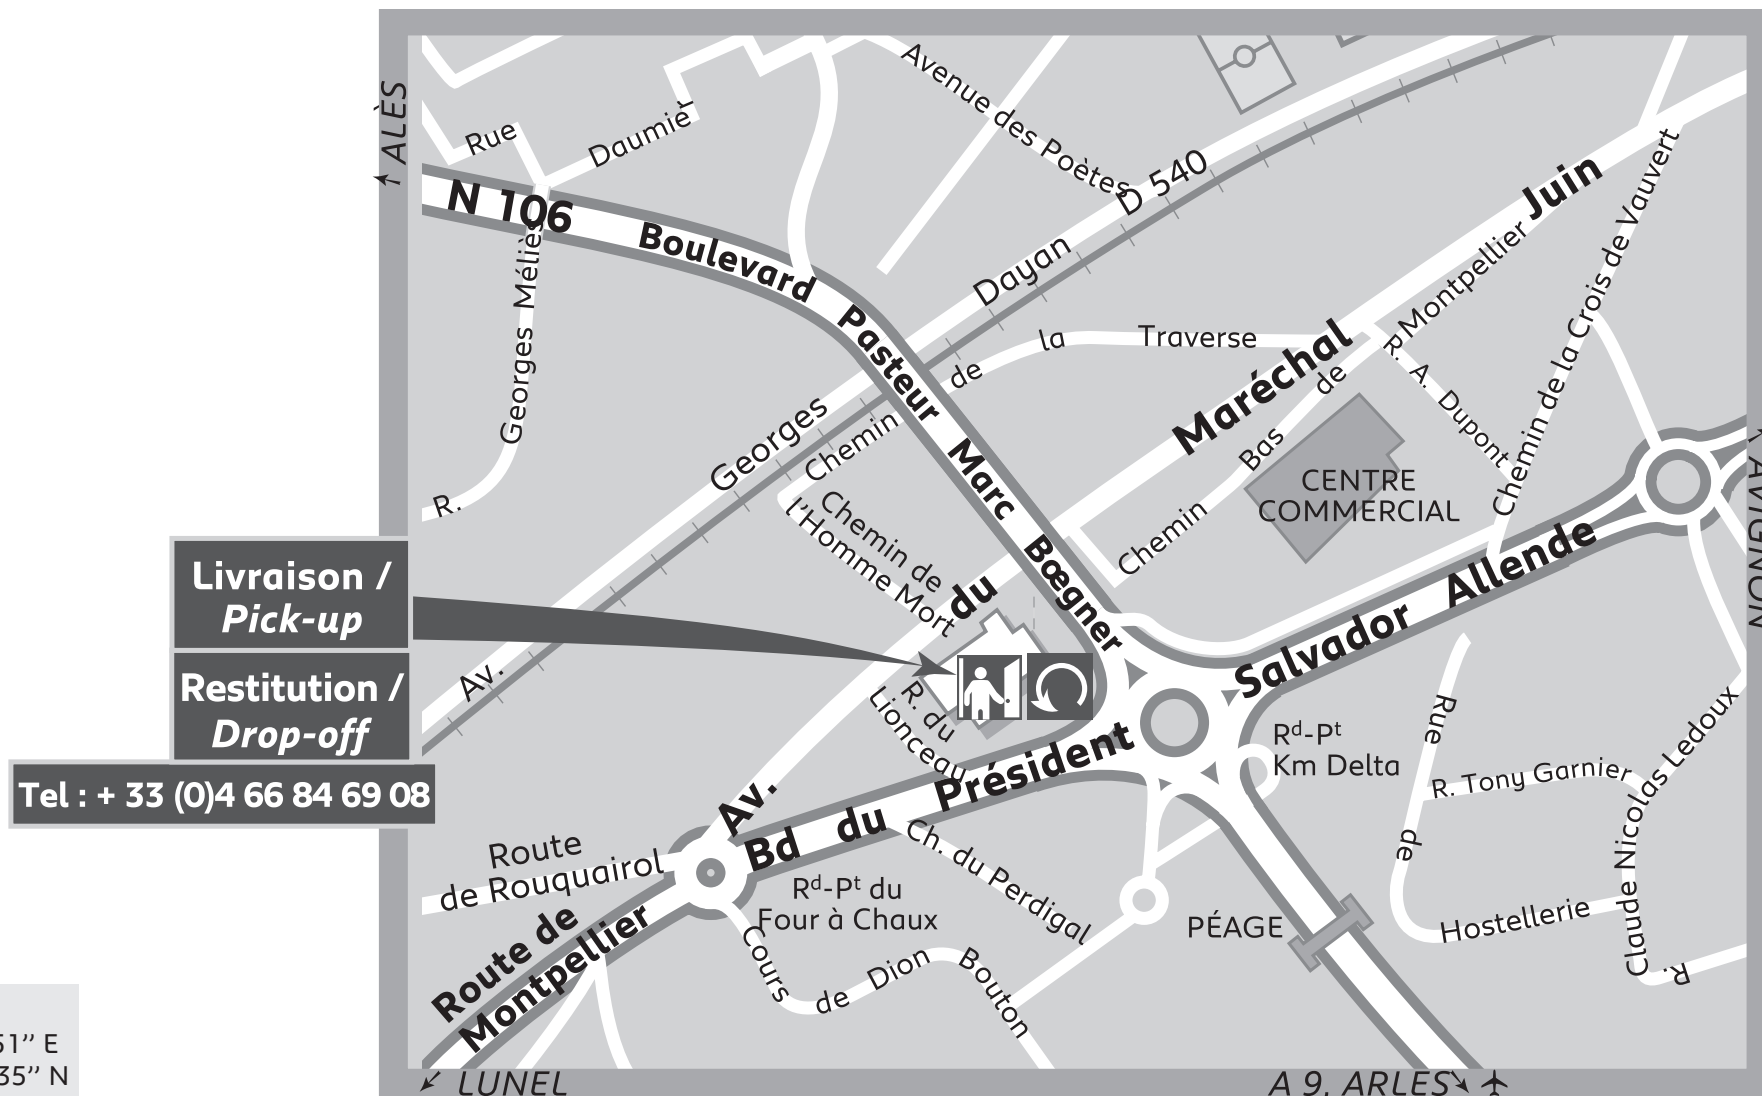 ALÈS
Rue
Daumier
Avenue des Poètes
D 540
N 106
Boulevard Pasteur Marc Bœgner
R. Georges Méliès
Av. Georges Dayan
Chemin de la Traverse
Av. du Maréchal Juin
Chemin Bas de Montpellier
R. A. Dupont
Chemin de la Crois de Vauvert
CENTRE
COMMERCIAL
Chemin de
l'Homme Mort
AVIGNON
Livraison /
Pick-up
Restitution /
Drop-off
Tel : + 33 (0)4 66 84 69 08
R. du
Lionceau
Bd du Président Salvador Allende
Rd-Pt
Km Delta
Rue de
Hostellerie
R. Tony Garnier
R. Claude Nicolas Ledoux
Route
de Rouquairol
Rd-Pt du
Four à Chaux
Ch. du Perdigal
PÉAGE
Route de
Montpellier
Cours de Dion Bouton
51’’ E
35’’ N
LUNEL
A 9, ARLES